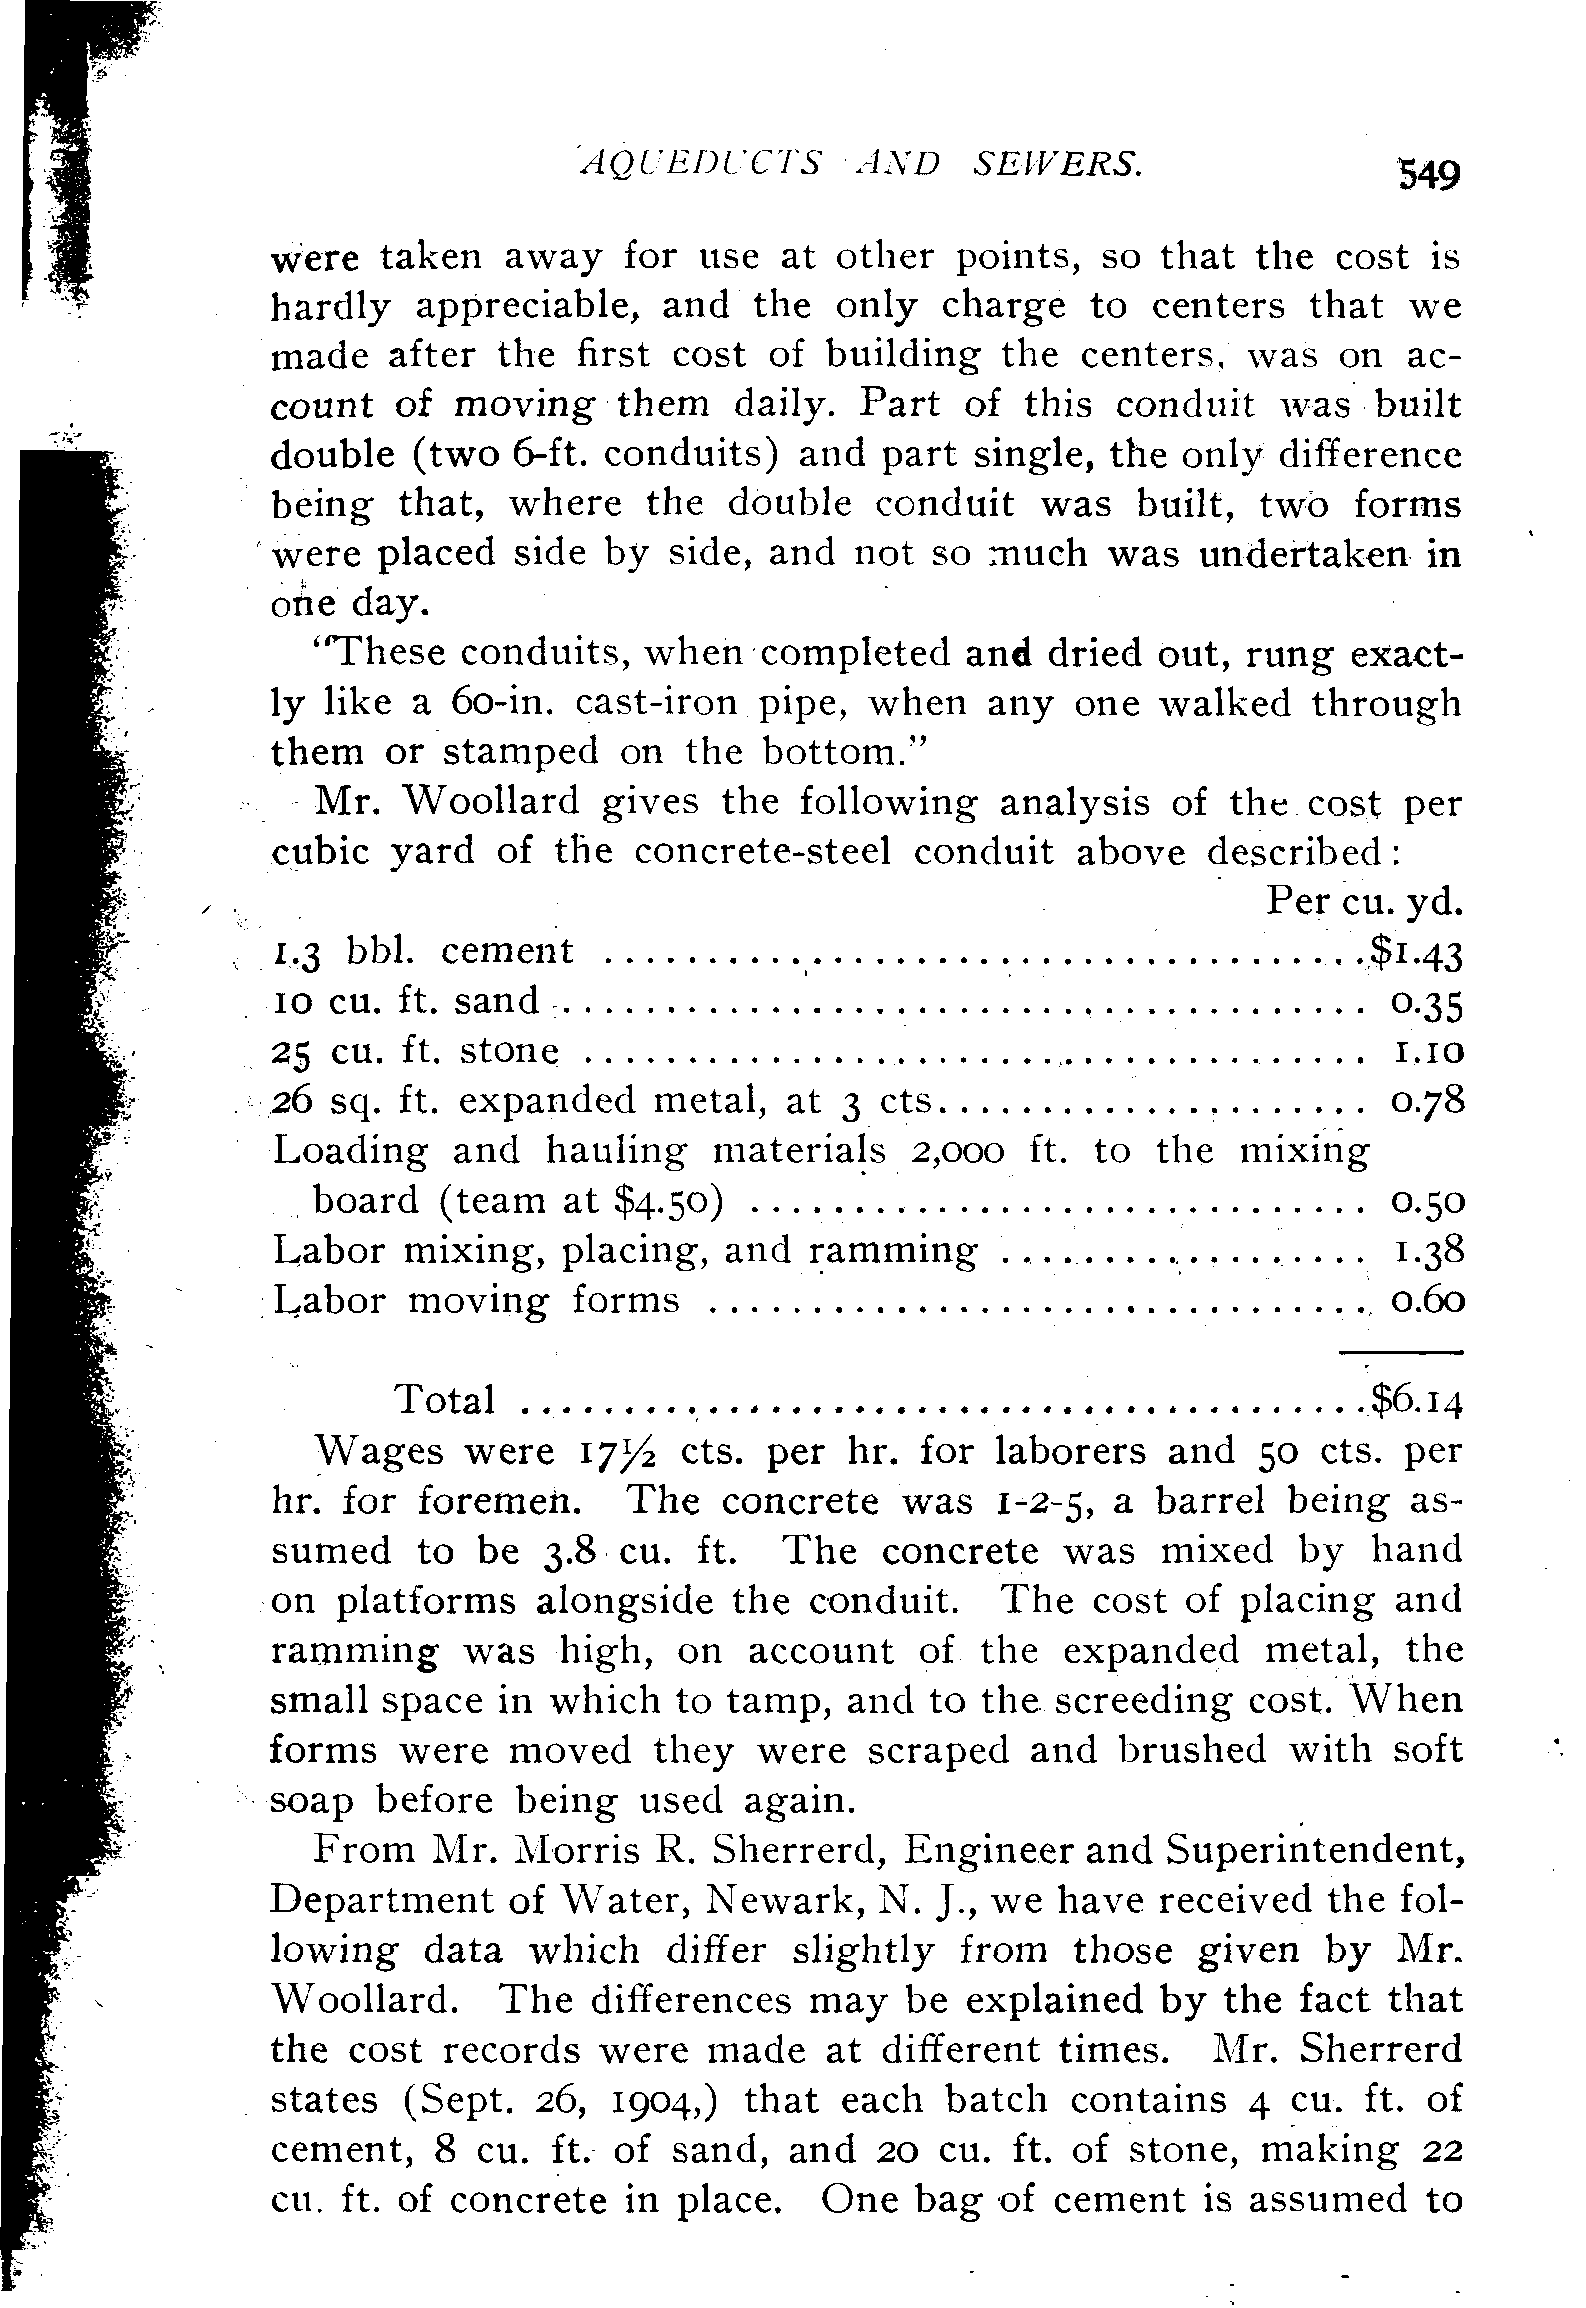 AQUEDUCTS AND SEWERS. 549
were taken away for use at other points, so that the cost is
hardly appreciable, and the only charge to centers that we
made after the first cost of building the centers, was on ac-
count of moving them daily. Part of this conduit was built
double (two 6-ft. conduits) and part single, the only difference
being that, where the double conduit was built, two forms
were placed side by side, and not so much was undertaken in
one day.
"These conduits, when completed and dried out, rung exact-
ly like a 60-in. cast-iron pipe, when any one walked through
them or stamped on the bottom."
Mr. Woollard gives the following analysis of the cost per
cubic yard of the concrete-steel conduit above described:
Per cu. yd.
1.3 bbl. cement ..................................... $1.43
10 cu. ft. sand ....................................... 0.35
25 cu. ft. stone ...................................... 1.10
26 sq. ft. expanded metal, at 3 cts..................... 0.78
Loading and hauling materials 2,000 ft. to the mixing
board (team at $4.50) .............................. 0.50
Labor mixing, placing, and ramming .................. 1.38
Labor moving forms ................................ 0.60
Total ......................................... $6.14
Wages were 17½ cts. per hr. for laborers and 50 cts. per
hr. for foremen. The concrete was 1-2-5, a barrel being as-
sumed to be 3.8 cu. ft. The concrete was mixed by hand
on platforms alongside the conduit. The cost of placing and
ramming was high, on account of the expanded metal, the
small space in which to tamp, and to the screeding cost. When
forms were moved they were scraped and brushed with soft
soap before being used again.
From Mr. Morris R. Sherrerd, Engineer and Superintendent,
Department of Water, Newark, N. J., we have received the fol-
lowing data which differ slightly from those given by Mr.
Woollard. The differences may be explained by the fact that
the cost records were made at different times. Mr. Sherrerd
states (Sept. 26, 1904,) that each batch contains 4 cu. ft. of
cement, 8 cu. ft. of sand, and 20 cu. ft. of stone, making 22
cu. ft. of concrete in place. One bag of cement is assumed to